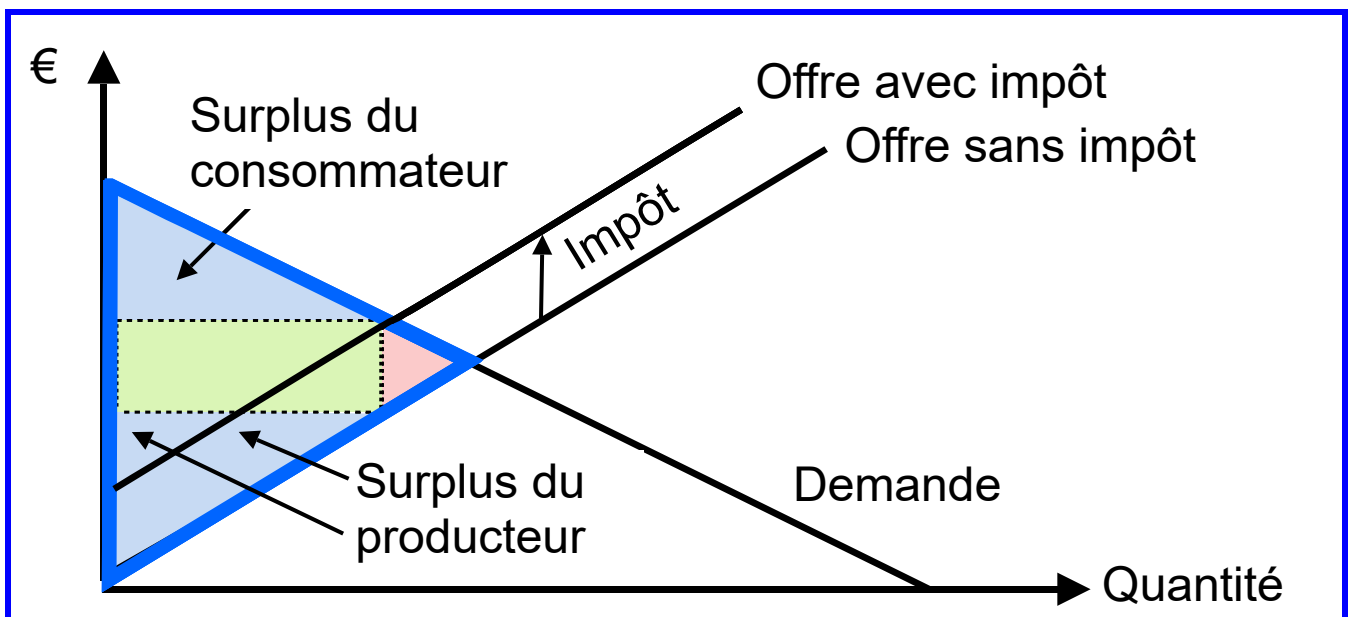 €
Surplus du
consommateur
Offre avec impôt
Offre sans impôt
Impôt
Surplus du
producteur
Demande
Quantité